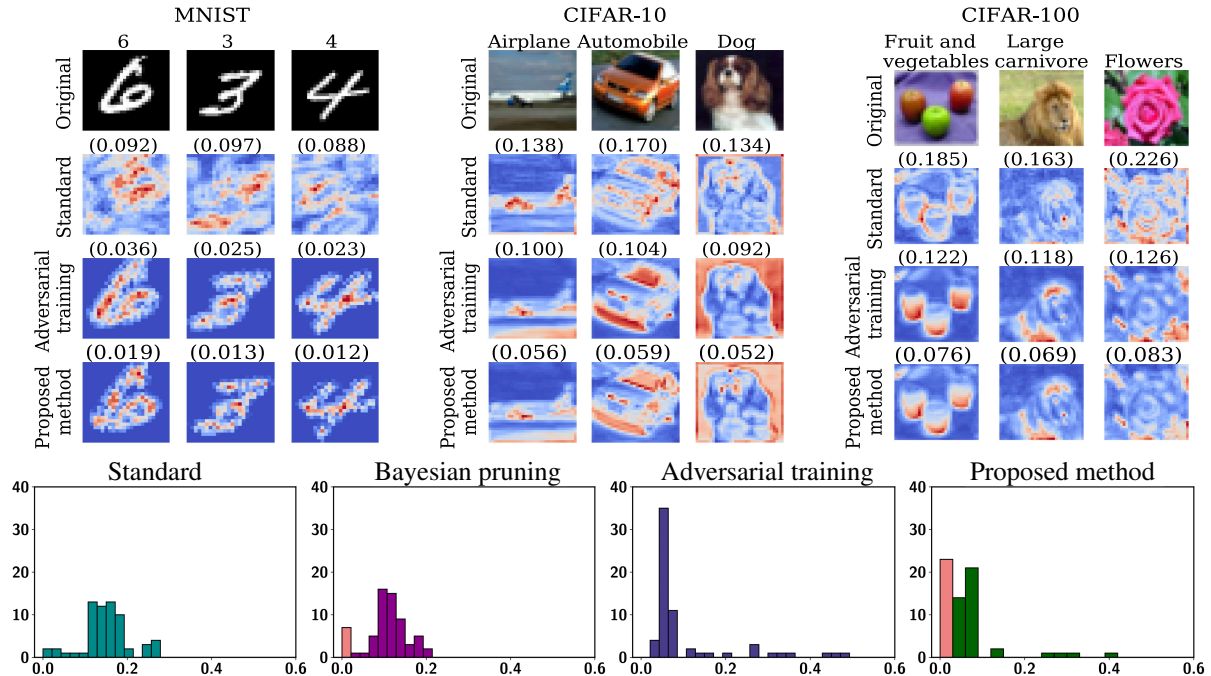 MNIST CIFAR-10 CIFAR-100
6 3 4 Airplane Automobile Dog Fruit and vegetables Large carnivore Flowers
Original Original Original
(0.092) (0.097) (0.088) (0.138) (0.170) (0.134) (0.185) (0.163) (0.226)
Standard Standard Standard
(0.036) (0.025) (0.023) (0.100) (0.104) (0.092) (0.122) (0.118) (0.126)
Adversarial training Adversarial training Adversarial training
(0.019) (0.013) (0.012) (0.056) (0.059) (0.052) (0.076) (0.069) (0.083)
Proposed method Proposed method Proposed method
Standard Bayesian pruning Adversarial training Proposed method
40 40 40 40
30 30 30 30
20 20 20 20
10 10 10 10
0 0 0 0
0.0 0.2 0.4 0.6 0.0 0.2 0.4 0.6 0.0 0.2 0.4 0.6 0.0 0.2 0.4 0.6